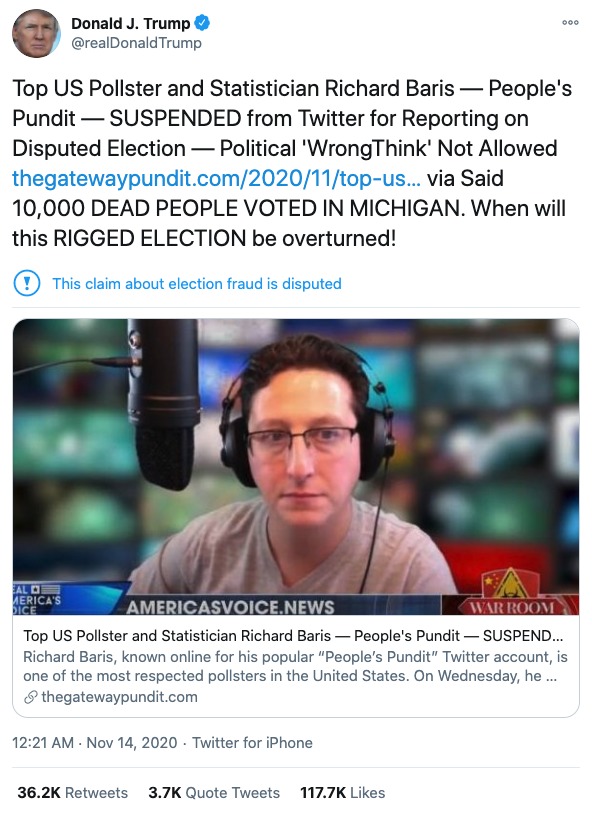 Donald J. Trump
@realDonaldTrump
Top US Pollster and Statistician Richard Baris — People's
Pundit — SUSPENDED from Twitter for Reporting on
Disputed Election — Political 'WrongThink' Not Allowed
thegatewaypundit.com/2020/11/top-us... via Said
10,000 DEAD PEOPLE VOTED IN MICHIGAN. When will
this RIGGED ELECTION be overturned!
This claim about election fraud is disputed
EAL
MERICA'S
OICE
AMERICASVOICE.NEWS
WAR ROOM
Top US Pollster and Statistician Richard Baris — People's Pundit — SUSPEND...
Richard Baris, known online for his popular “People’s Pundit” Twitter account, is
one of the most respected pollsters in the United States. On Wednesday, he ...
thegatewaypundit.com
12:21 AM · Nov 14, 2020 · Twitter for iPhone
36.2K Retweets 3.7K Quote Tweets 117.7K Likes